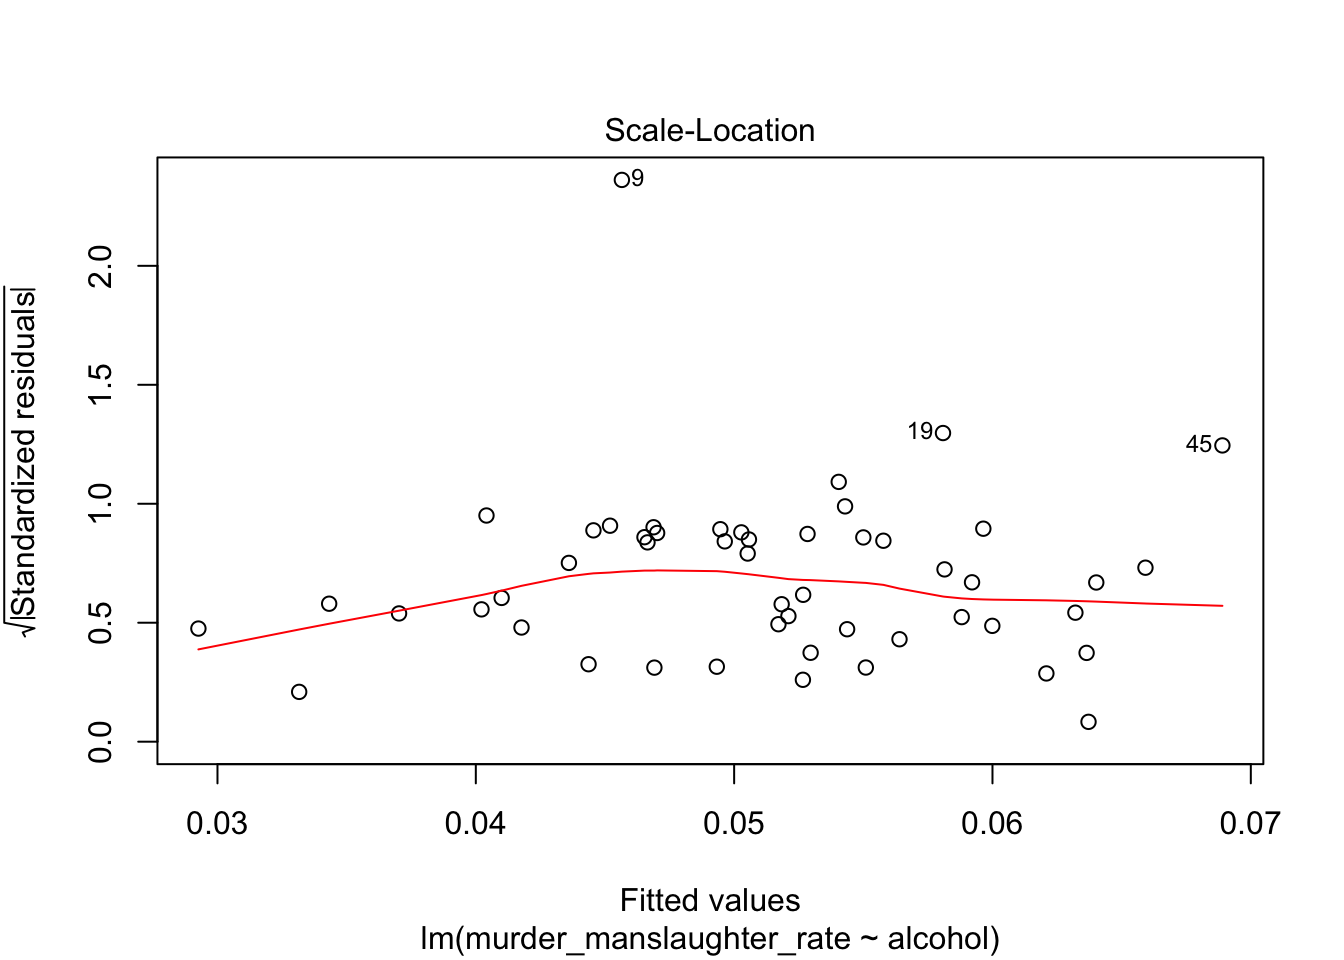 Scale-Location
√|Standardized residuals|
2.0
1.5
1.0
0.5
0.0
9
19
45
0.03 0.04 0.05 0.06 0.07
Fitted values
lm(murder_manslaughter_rate ~ alcohol)